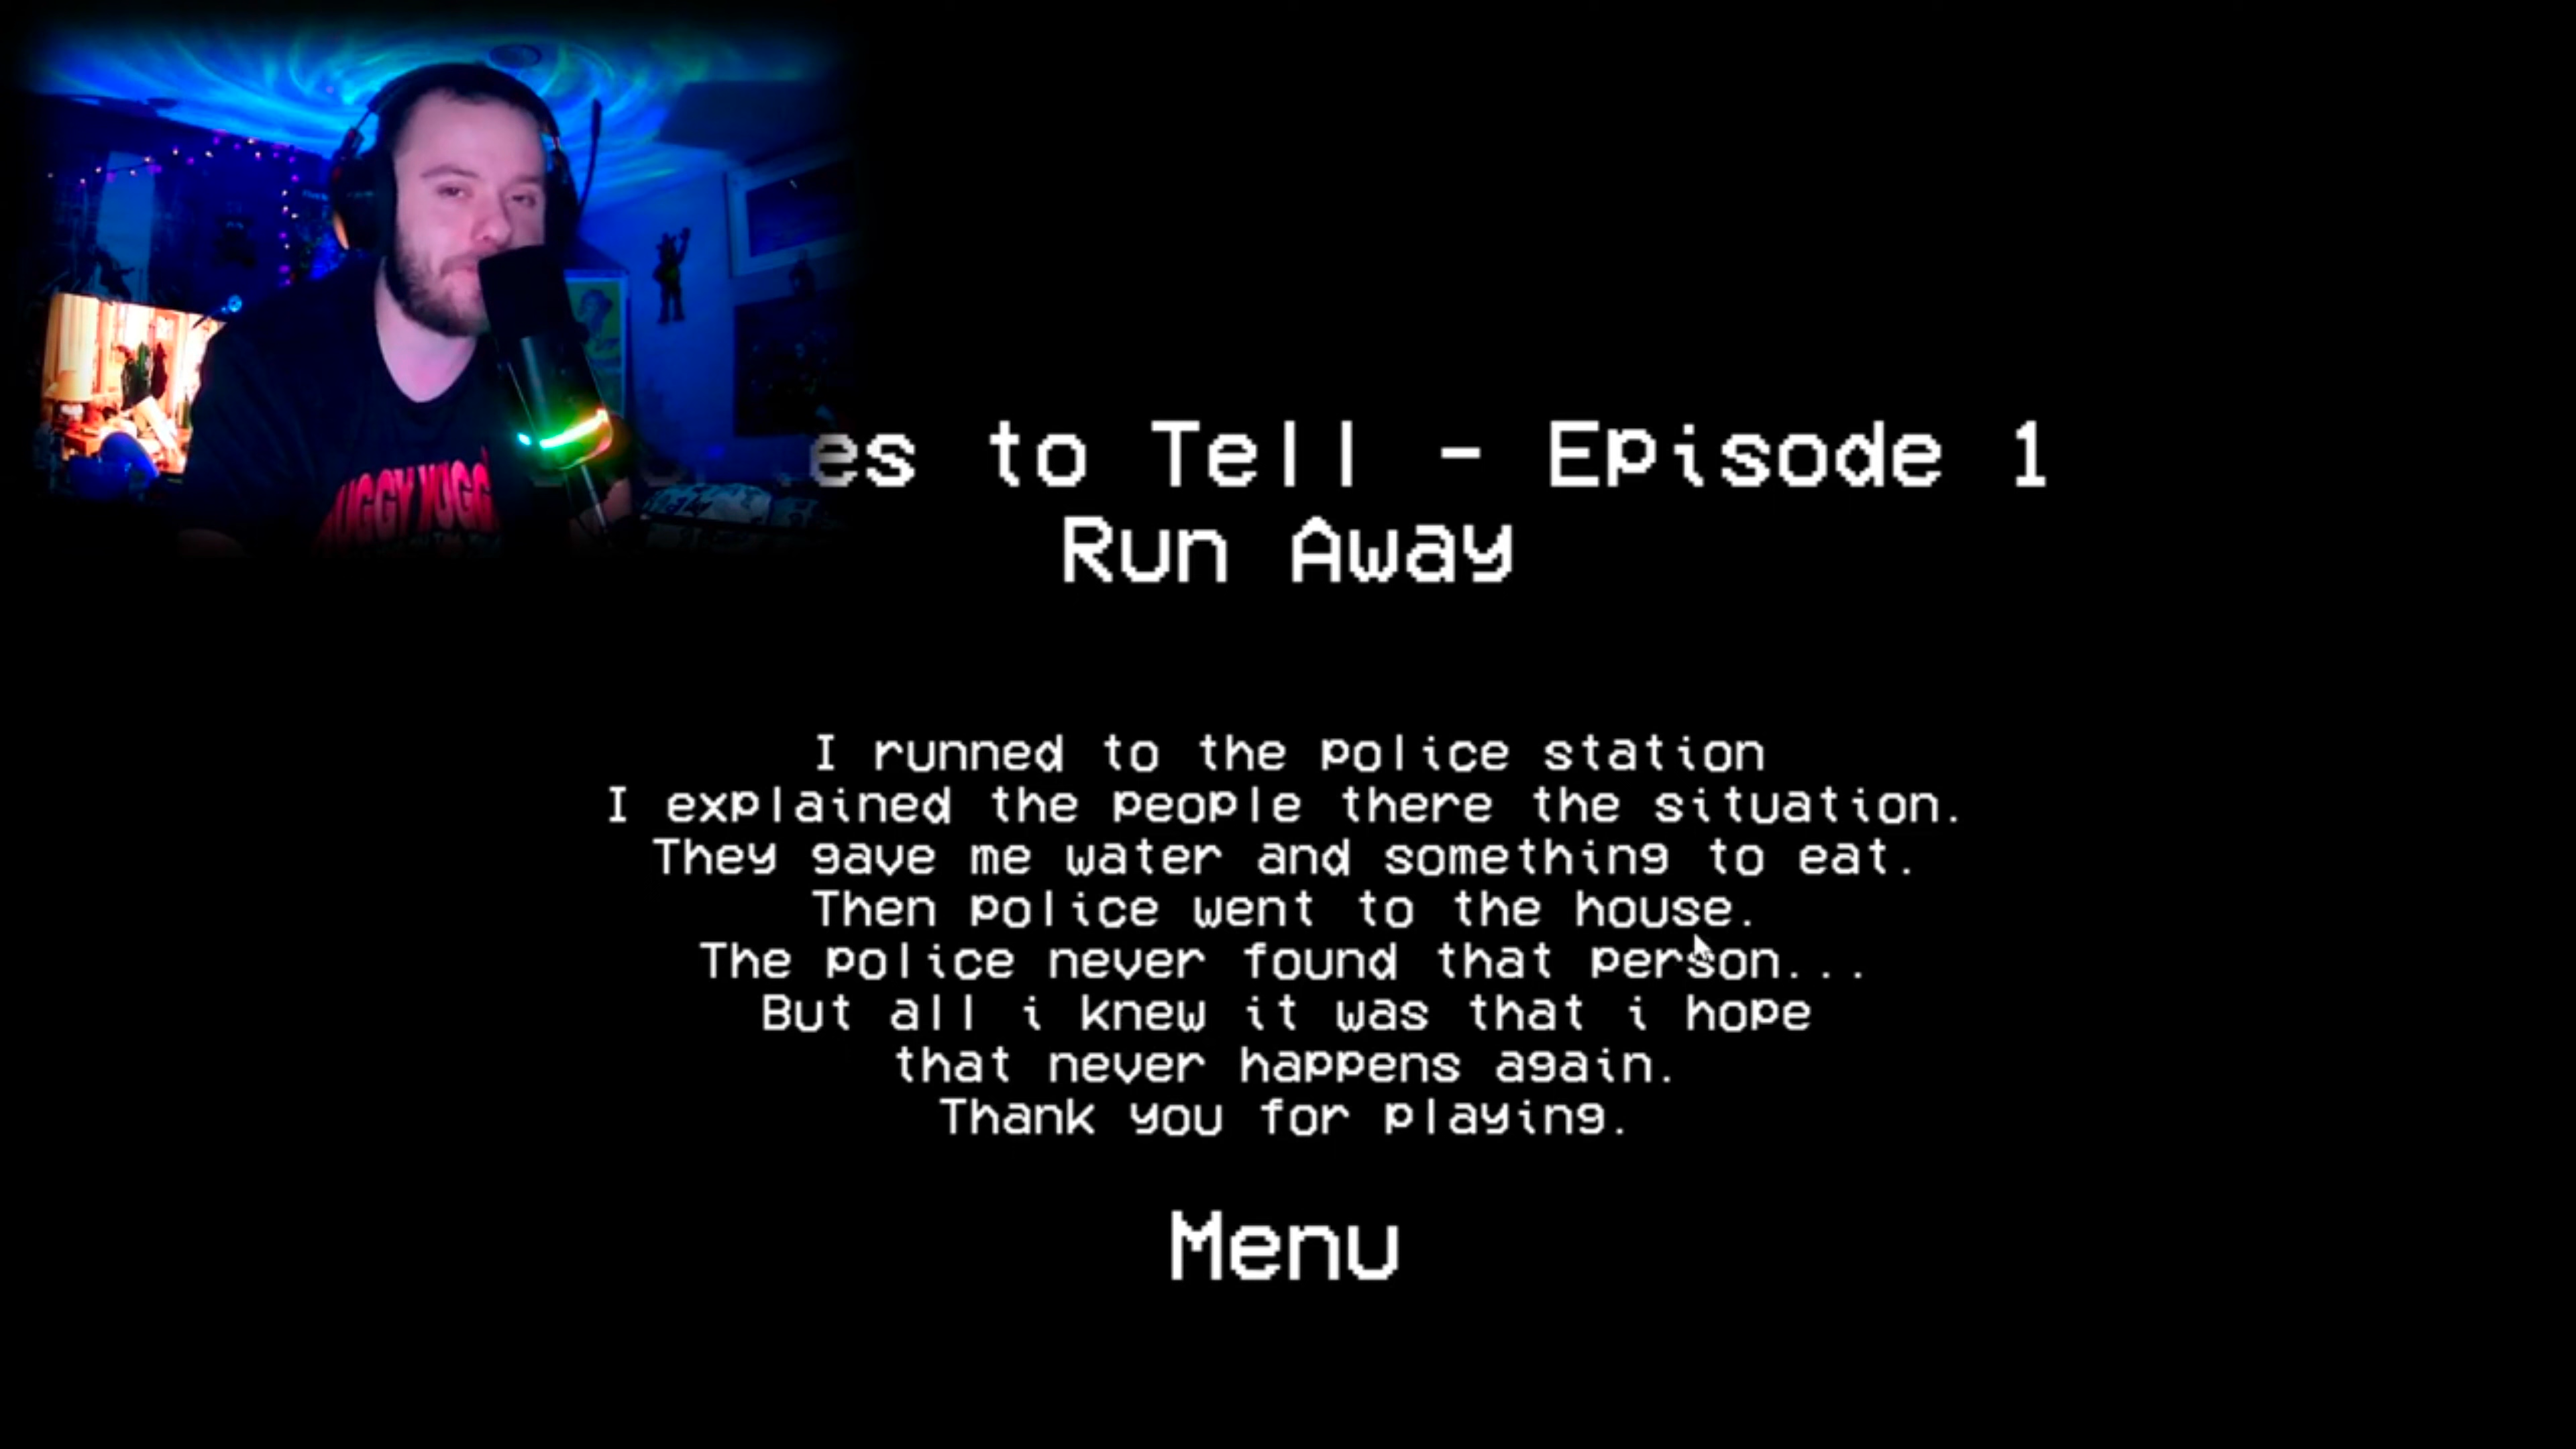 es to Tell - Episode 1
Run Away
I runned to the police station
I explained the people there the situation.
They gave me water and something to eat.
Then police went to the house.
The police never found that person...
But all i knew it was that i hope
that never happens again.
Thank you for playing.
Menu